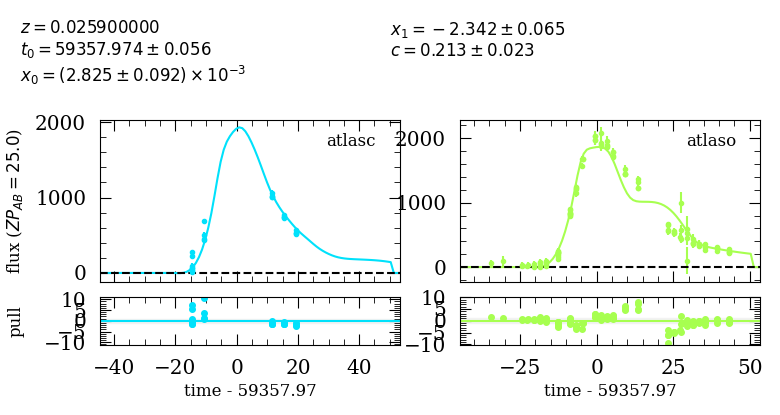 z = 0.025900000
t₀ = 59357.974 ± 0.056
x₀ = (2.825 ± 0.092) × 10⁻³
x₁ = −2.342 ± 0.065
c = 0.213 ± 0.023
flux (ZP_AB = 25.0)
2000
1000
0
atlasc
2000
1000
0
atlaso
pull
10
0
−5
−10
10
0
−5
−10
−40 −20 0 20 40
time - 59357.97
−25 0 25 50
time - 59357.97